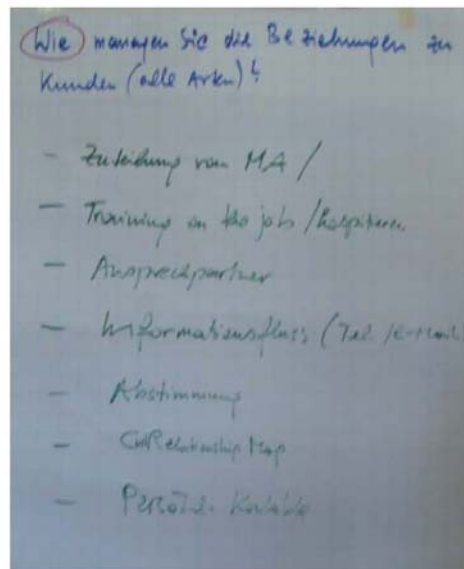 Wie managen Sie die Beziehungen zu
Kunden (alle Arten)?
- Zuteilung von MA /
- Training on the job / hospitieren
- Ansprechpartner
- Informationsfluss (Tel. / E-Mail)
- Abstimmung
- Relationship Map
- Persönl. Kontakte